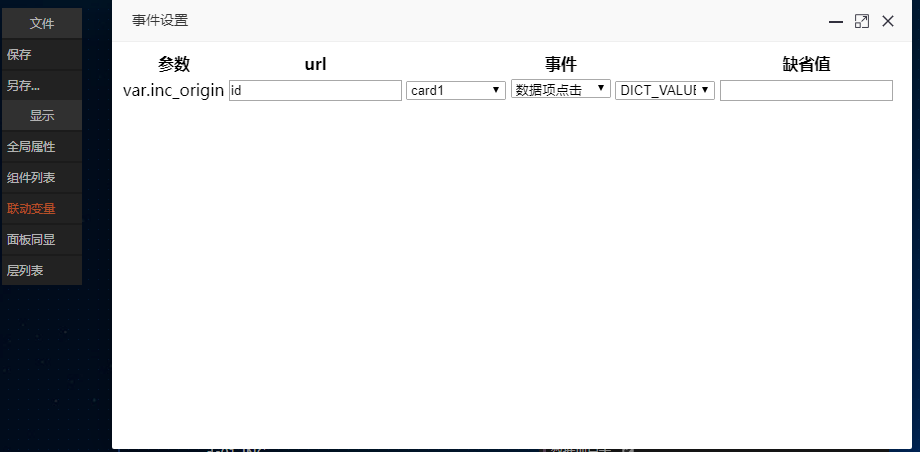 文件
保存
另存...
显示
全局属性
组件列表
联动变量
面板同显
层列表
事件设置
参数 url 事件 缺省值
var.inc_origin id card1 数据项点击 DICT_VALUE